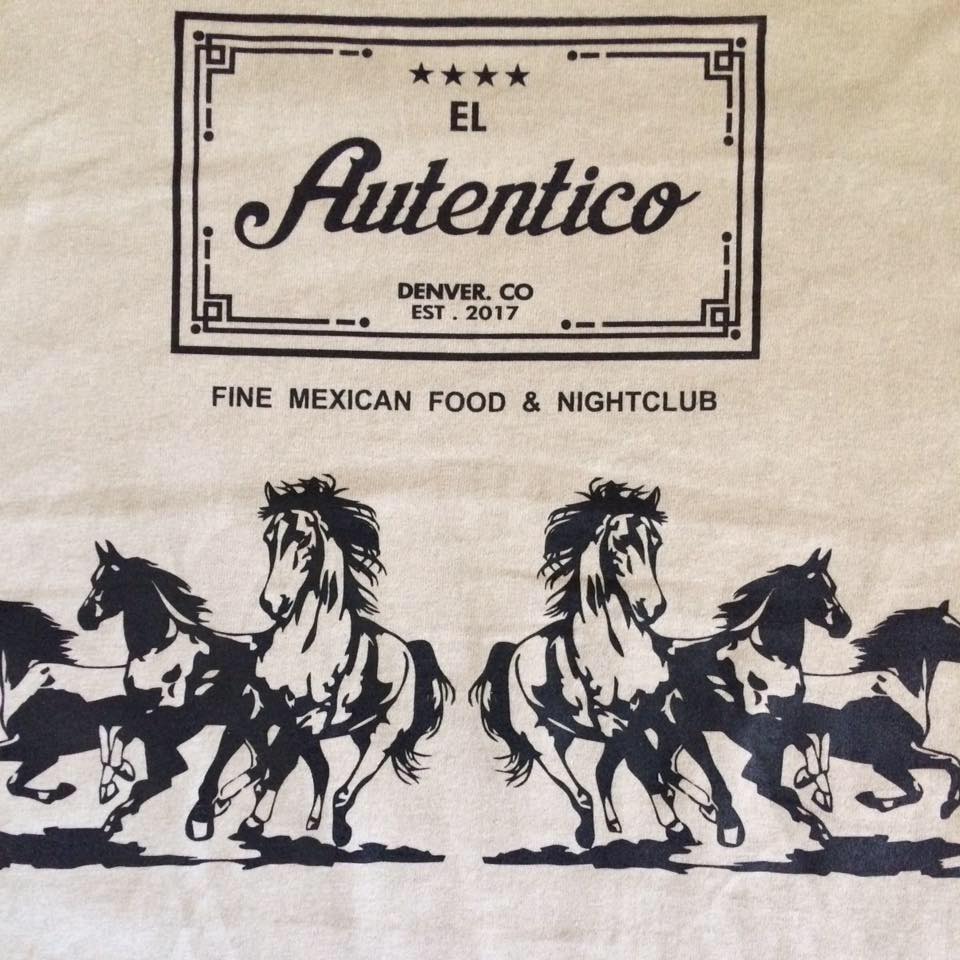 EL
Autentico
DENVER. CO
EST . 2017
FINE MEXICAN FOOD & NIGHTCLUB